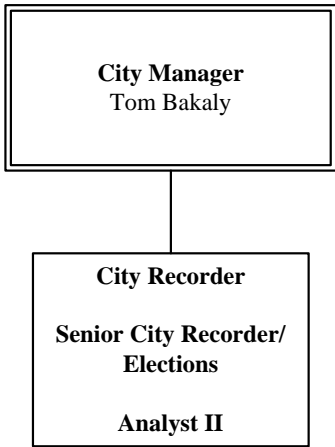 City Manager
Tom Bakaly
City Recorder
Senior City Recorder/
Elections
Analyst II